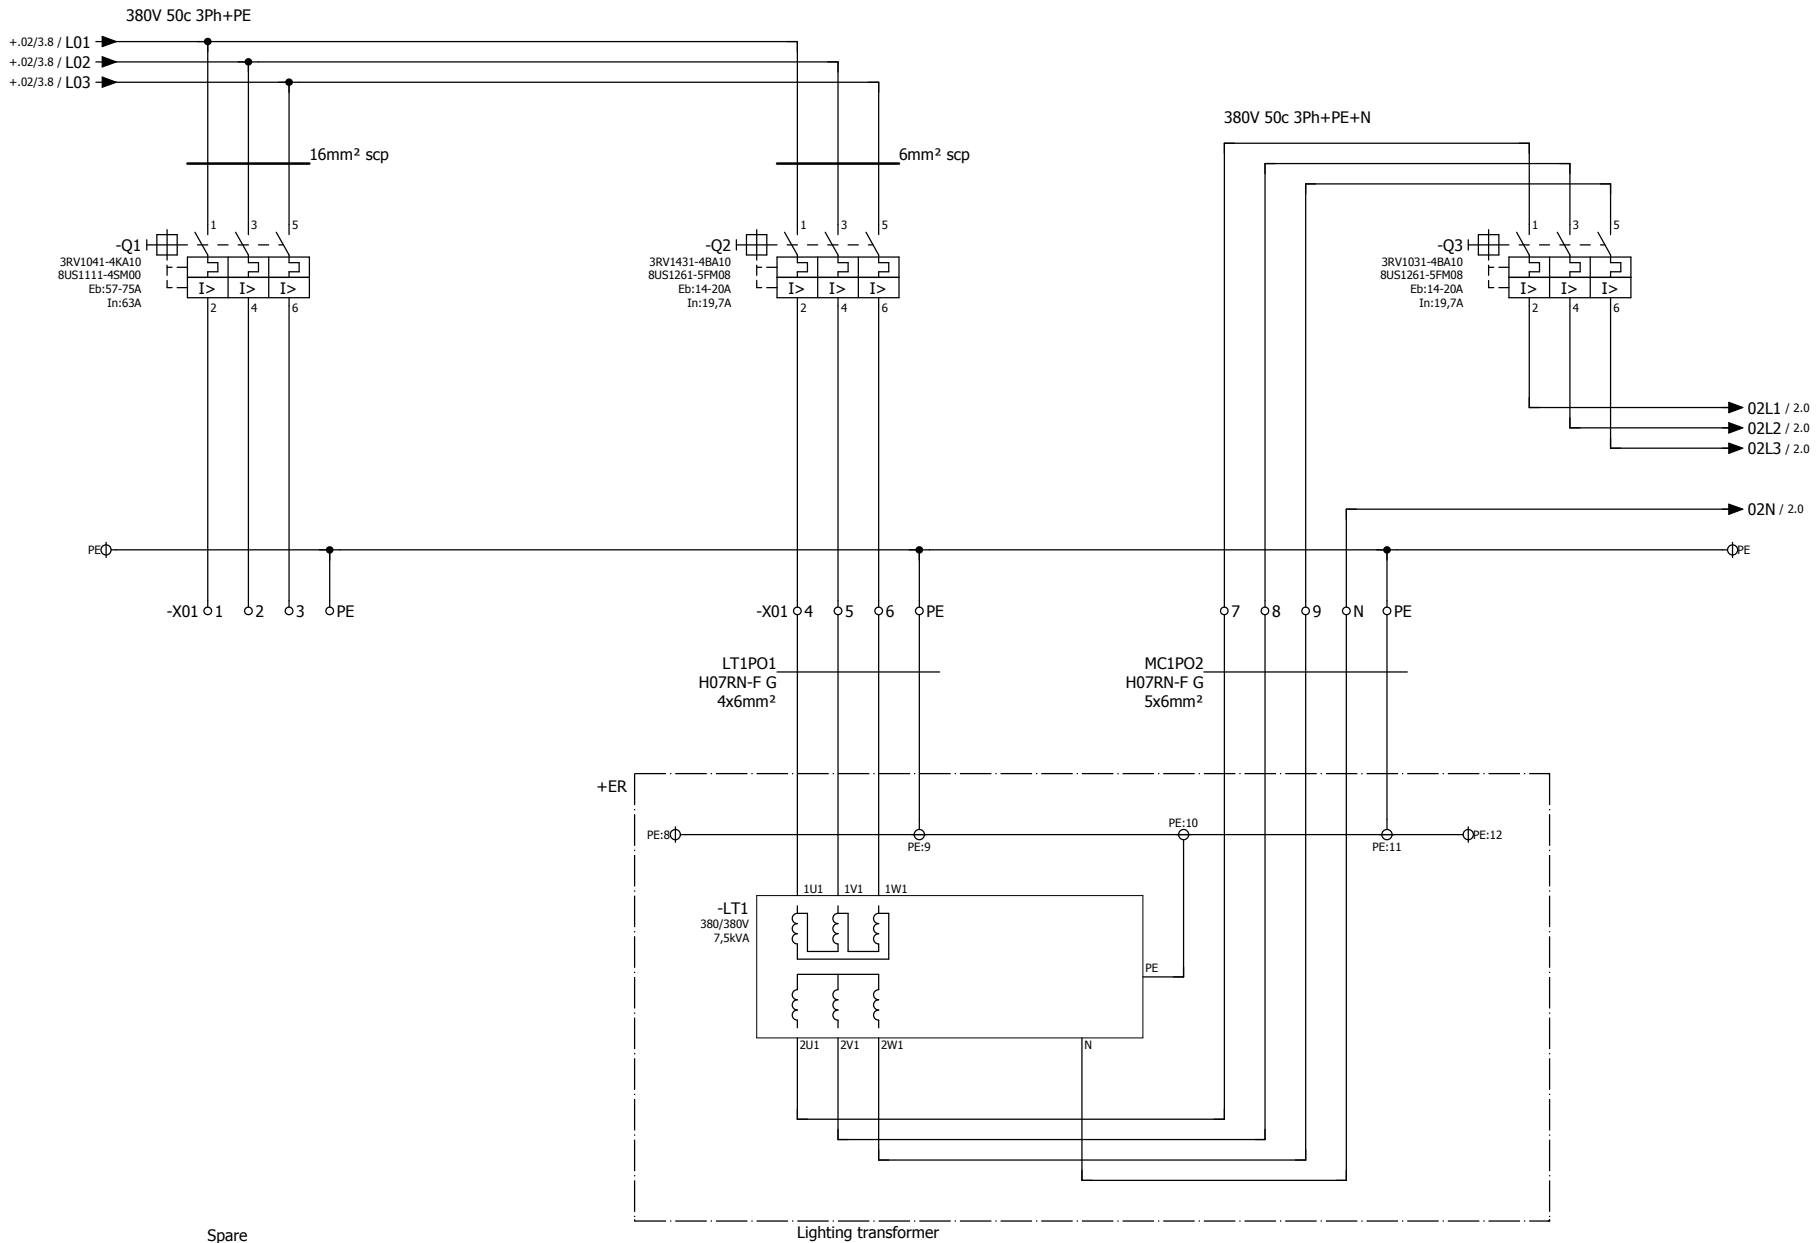 380V 50c 3Ph+PE
+.02/3.8 / L01
+.02/3.8 / L02
+.02/3.8 / L03
380V 50c 3Ph+PE+N
16mm² scp
6mm² scp
-Q1
3RV1041-4KA10
8US1111-4SM00
Eb:57-75A
In:63A
1 3 5
I> I> I>
2 4 6
-Q2
3RV1431-4BA10
8US1261-5FM08
Eb:14-20A
In:19,7A
1 3 5
I> I> I>
2 4 6
-Q3
3RV1031-4BA10
8US1261-5FM08
Eb:14-20A
In:19,7A
1 3 5
I> I> I>
2 4 6
02L1 / 2.0
02L2 / 2.0
02L3 / 2.0
02N / 2.0
PE
PE
-X01 1 2 3 PE
-X01 4 5 6 PE
7 8 9 N PE
LT1PO1
H07RN-F G
4x6mm²
MC1PO2
H07RN-F G
5x6mm²
+ER
PE:8
PE:9
PE:10
PE:11
PE:12
1U1 1V1 1W1
-LT1
380/380V
7,5kVA
PE
2U1 2V1 2W1 N
Spare
Lighting transformer